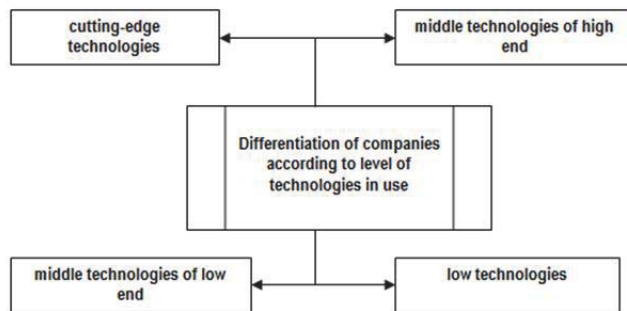 cutting-edge
technologies
middle technologies of high
end
Differentiation of companies
according to level of
technologies in use
middle technologies of low
end
low technologies